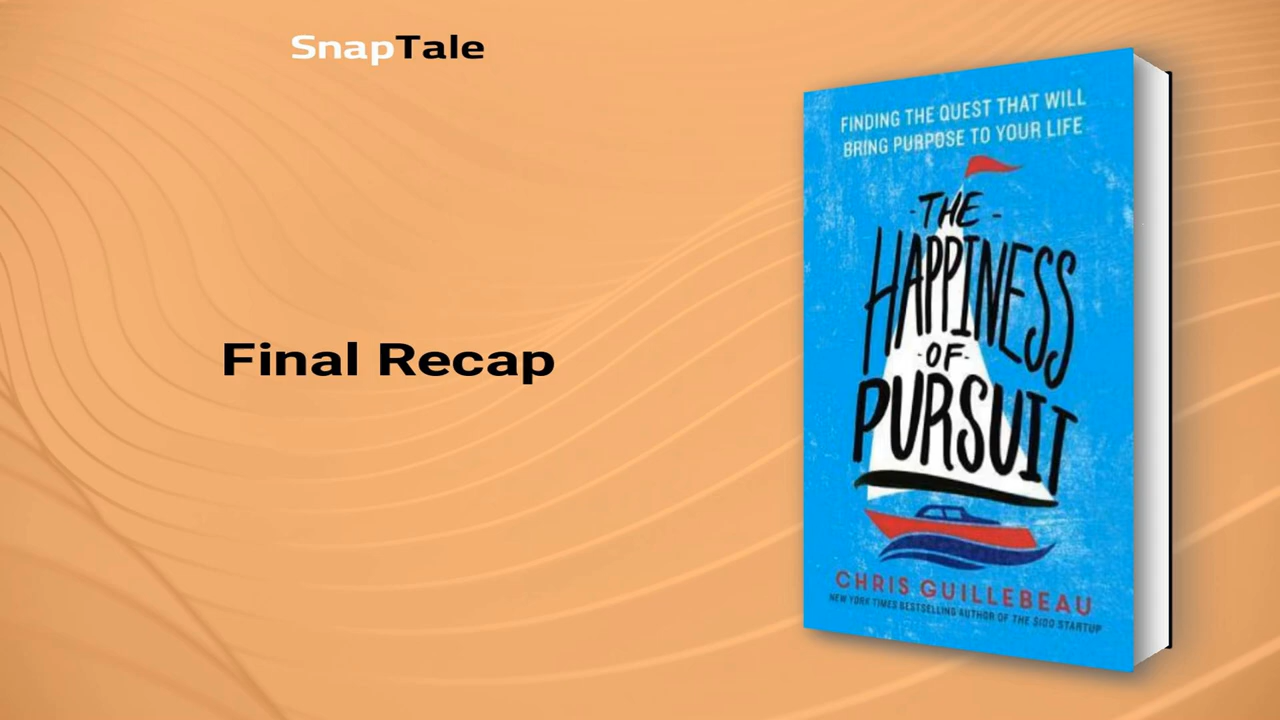 SnapTale
Final Recap
FINDING THE QUEST THAT WILL
BRING PURPOSE TO YOUR LIFE
-THE-
HAPPINESS
-OF-
PURSUIT
CHRIS GUILLEBEAU
NEW YORK TIMES BESTSELLING AUTHOR OF THE $100 STARTUP